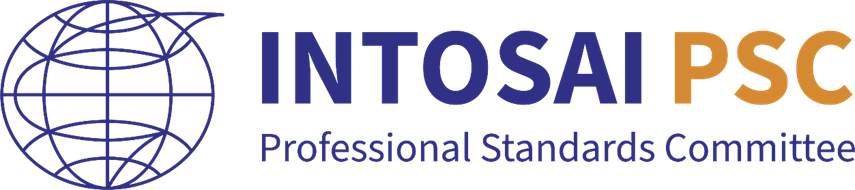 INTOSAI PSC
Professional Standards Committee